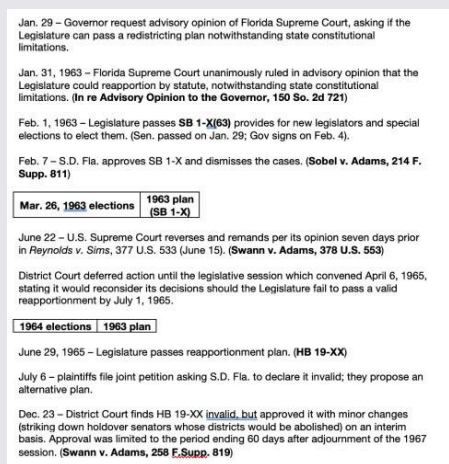 Jan. 29 – Governor request advisory opinion of Florida Supreme Court, asking if the
Legislature can pass a redistricting plan notwithstanding state constitutional
limitations.
Jan. 31, 1963 – Florida Supreme Court unanimously ruled in advisory opinion that the
Legislature could reapportion by statute, notwithstanding state constitutional
limitations. (In re Advisory Opinion to the Governor, 150 So. 2d 721)
Feb. 1, 1963 – Legislature passes SB 1-X(63) provides for new legislators and special
elections to elect them. (Sen. passed on Jan. 29; Gov signs on Feb. 4).
Feb. 7 – S.D. Fla. approves SB 1-X and dismisses the cases. (Sobel v. Adams, 214 F.
Supp. 811)
Mar. 26, 1963 elections 1963 plan
(SB 1-X)
June 22 – U.S. Supreme Court reverses and remands per its opinion seven days prior
in Reynolds v. Sims, 377 U.S. 533 (June 15). (Swann v. Adams, 378 U.S. 553)
District Court deferred action until the legislative session which convened April 6, 1965,
stating it would reconsider its decisions should the Legislature fail to pass a valid
reapportionment by July 1, 1965.
1964 elections 1963 plan
June 29, 1965 – Legislature passes reapportionment plan. (HB 19-XX)
July 6 – plaintiffs file joint petition asking S.D. Fla. to declare it invalid; they propose an
alternative plan.
Dec. 23 – District Court finds HB 19-XX invalid, but approved it with minor changes
(striking down holdover senators whose districts would be abolished) on an interim
basis. Approval was limited to the period ending 60 days after adjournment of the 1967
session. (Swann v. Adams, 258 F.Supp. 819)